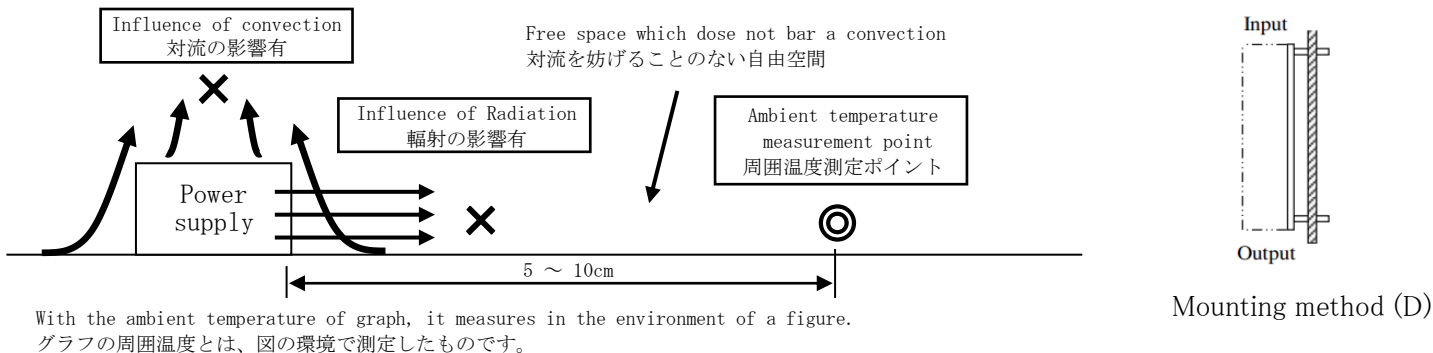 Influence of convection
対流の影響有
Free space which dose not bar a convection
対流を妨げることのない自由空間
Influence of Radiation
輻射の影響有
Ambient temperature
measurement point
周囲温度測定ポイント
Power
supply
5 ～ 10cm
With the ambient temperature of graph, it measures in the environment of a figure.
グラフの周囲温度とは、図の環境で測定したものです。
Input
Output
Mounting method (D)